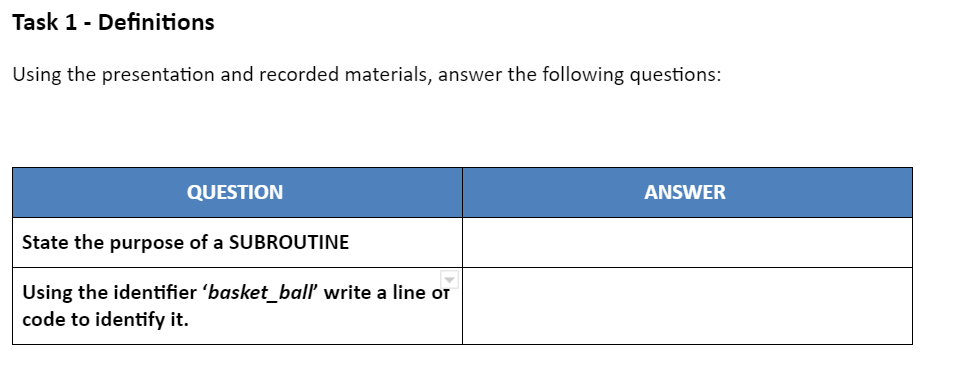 Task 1 - Definitions
Using the presentation and recorded materials, answer the following questions:
QUESTION
ANSWER
State the purpose of a SUBROUTINE
Using the identifier ‘basket_ball’ write a line of
code to identify it.